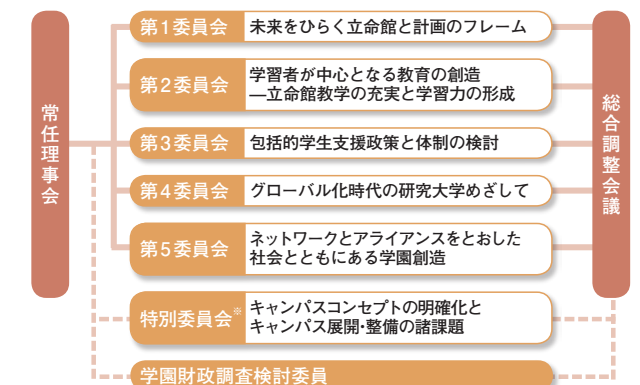 常任理事会
第1委員会 未来をひらく立命館と計画のフレーム
第2委員会 学習者が中心となる教育の創造
―立命館教学の充実と学習力の形成
第3委員会 包括的学生支援政策と体制の検討
第4委員会 グローバル化時代の研究大学めざして
第5委員会 ネットワークとアライアンスをとおした
社会とともにある学園創造
特別委員会※ キャンパスコンセプトの明確化と
キャンパス展開・整備の諸課題
学園財政調査検討委員
総合調整会議